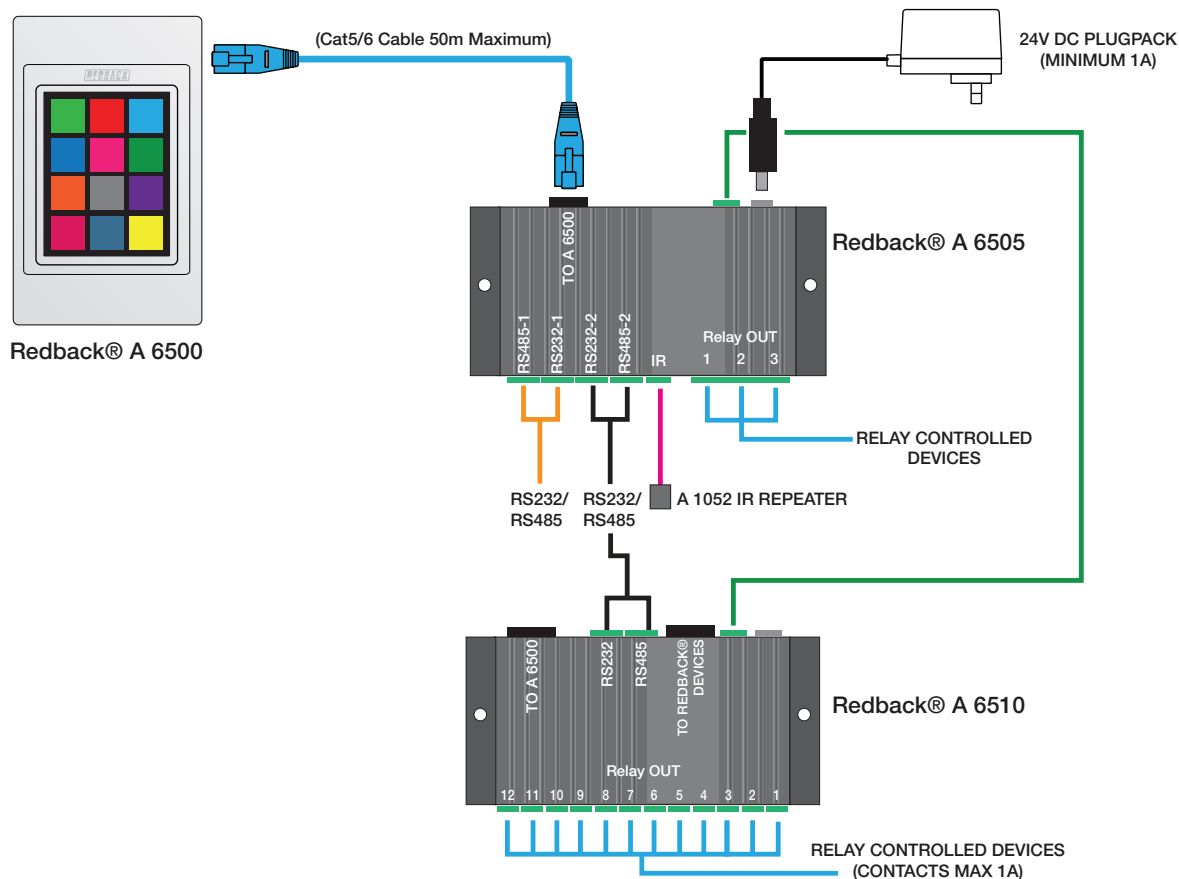 (Cat5/6 Cable 50m Maximum)
24V DC PLUGPACK
(MINIMUM 1A)
REDBACK
Redback® A 6500
TO A 6500
Redback® A 6505
RS485-1
RS232-1
RS232-2
RS485-2
IR
Relay OUT
1 2 3
RELAY CONTROLLED
DEVICES
RS232/
RS485
RS232/
RS485
A 1052 IR REPEATER
TO A 6500
RS232
RS485
TO REDBACK®
DEVICES
Redback® A 6510
Relay OUT
12 11 10 9 8 7 6 5 4 3 2 1
RELAY CONTROLLED DEVICES
(CONTACTS MAX 1A)